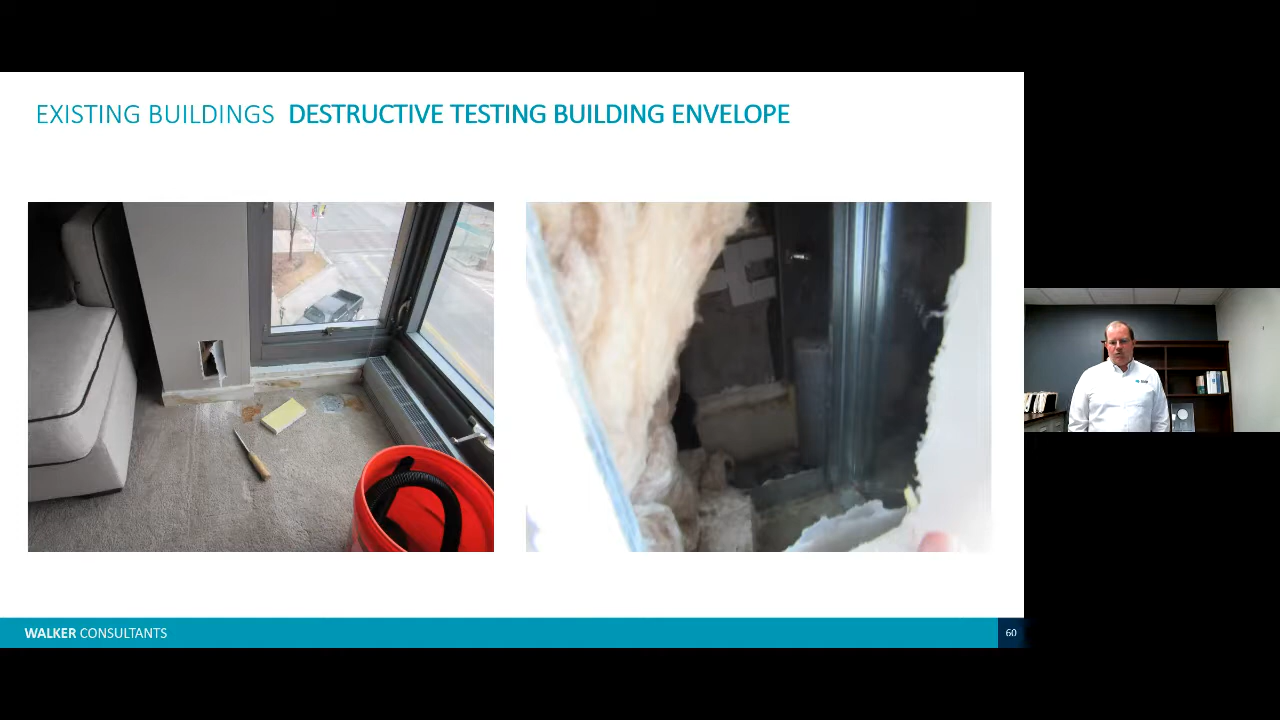 EXISTING BUILDINGS DESTRUCTIVE TESTING BUILDING ENVELOPE
WALKER CONSULTANTS
60